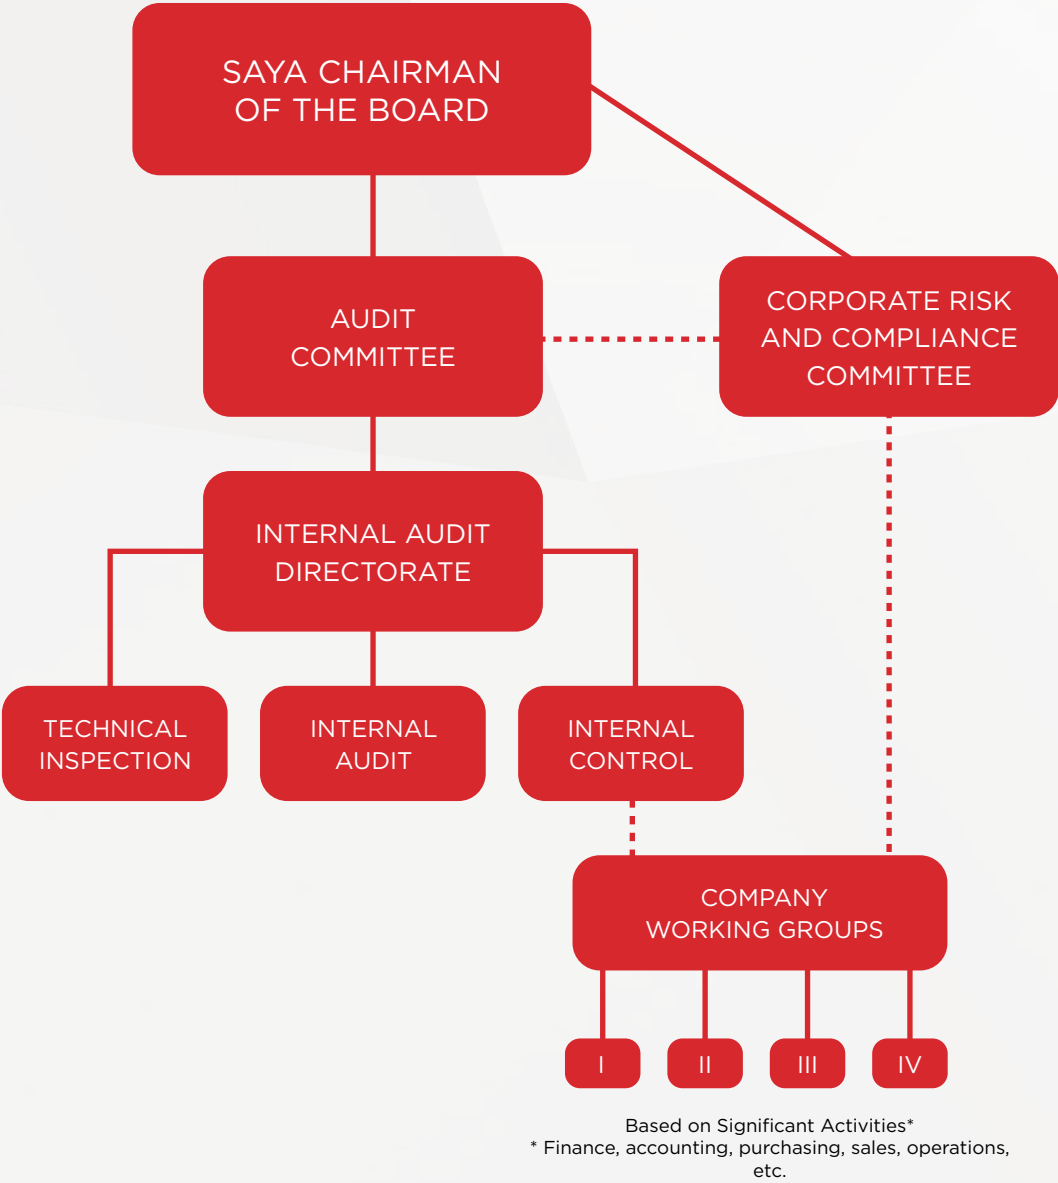 SAYA CHAIRMAN
OF THE BOARD
AUDIT
COMMITTEE
CORPORATE RISK
AND COMPLIANCE
COMMITTEE
INTERNAL AUDIT
DIRECTORATE
TECHNICAL
INSPECTION
INTERNAL
AUDIT
INTERNAL
CONTROL
COMPANY
WORKING GROUPS
I
II
III
IV
Based on Significant Activities*
* Finance, accounting, purchasing, sales, operations,
etc.